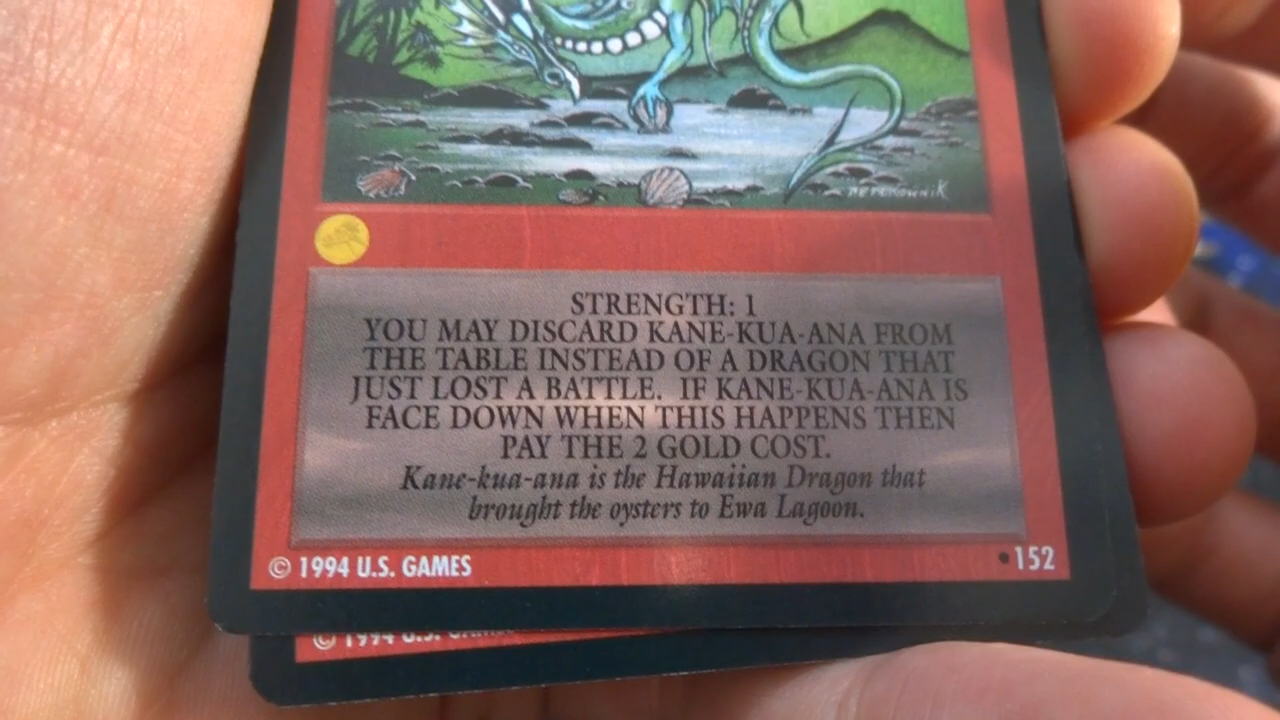 STRENGTH: 1
YOU MAY DISCARD KANE-KUA-ANA FROM
THE TABLE INSTEAD OF A DRAGON THAT
JUST LOST A BATTLE. IF KANE-KUA-ANA IS
FACE DOWN WHEN THIS HAPPENS THEN
PAY THE 2 GOLD COST.
Kane-kua-ana is the Hawaiian Dragon that
brought the oysters to Ewa Lagoon.
© 1994 U.S. GAMES
•152
© 1994 U.S. GAMES